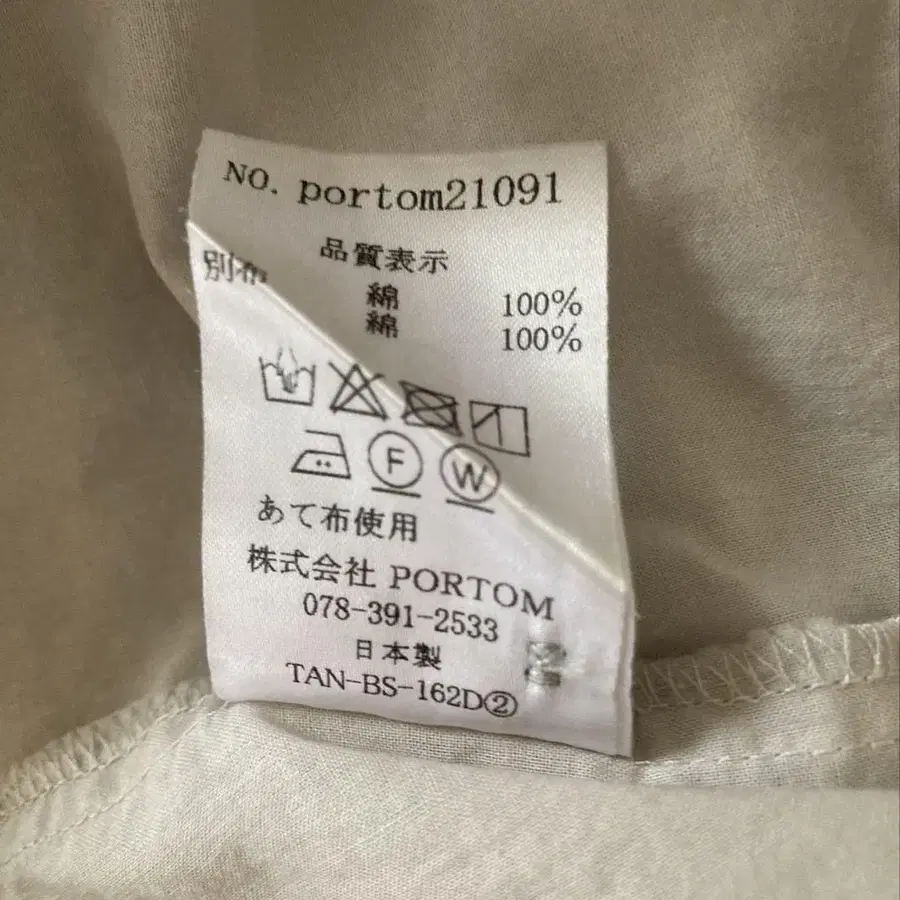 NO. portom21091
品質表示
綿 100%
別布 綿 100%
F W
あて布使用
株式会社 PORTOM
078-391-2533
日本製
TAN-BS-162D②